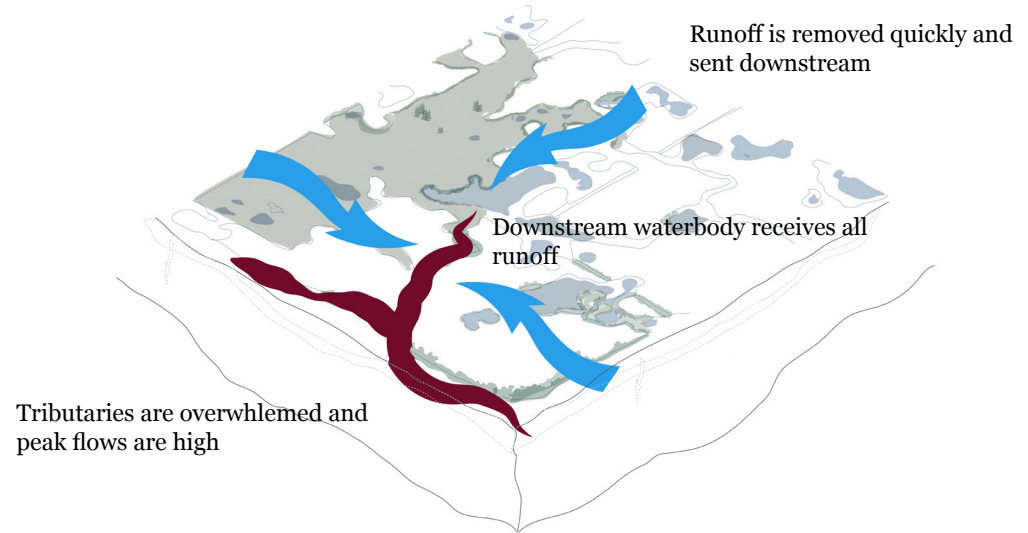 Runoff is removed quickly and
sent downstream
Downstream waterbody receives all
runoff
Tributaries are overwhlemed and
peak flows are high